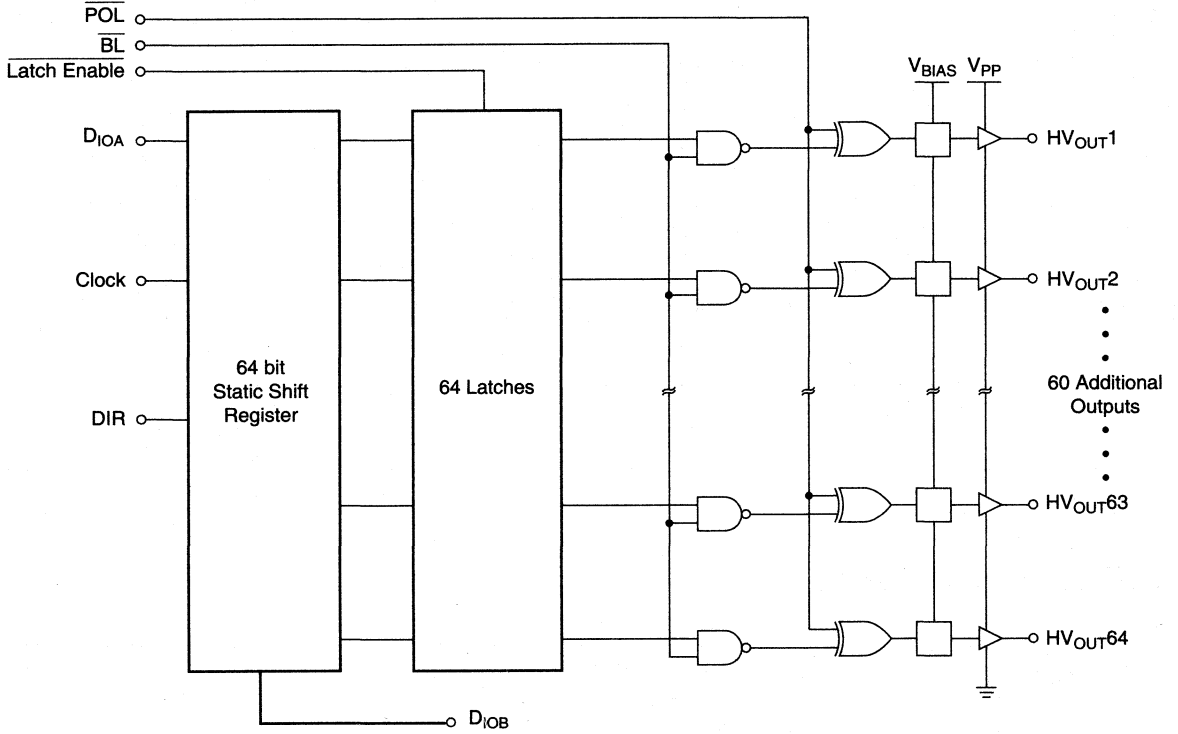 POL
BL
Latch Enable
VBIAS VPP
DIOA
HVOUT1
Clock
HVOUT2
64 bit
Static Shift
Register
64 Latches
60 Additional
Outputs
DIR
HVOUT63
HVOUT64
DIOB